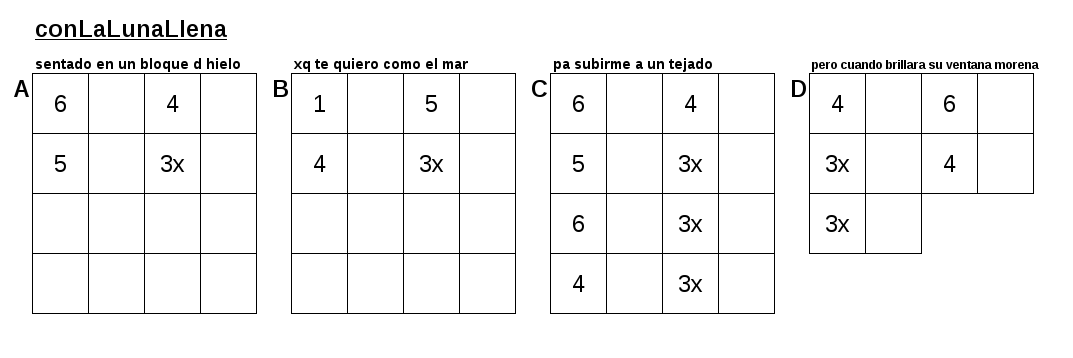 conLaLunaLlena
A sentado en un bloque d hielo
6 4
5 3x
B xq te quiero como el mar
1 5
4 3x
C pa subirme a un tejado
6 4
5 3x
6 3x
4 3x
D pero cuando brillara su ventana morena
4 6
3x 4
3x